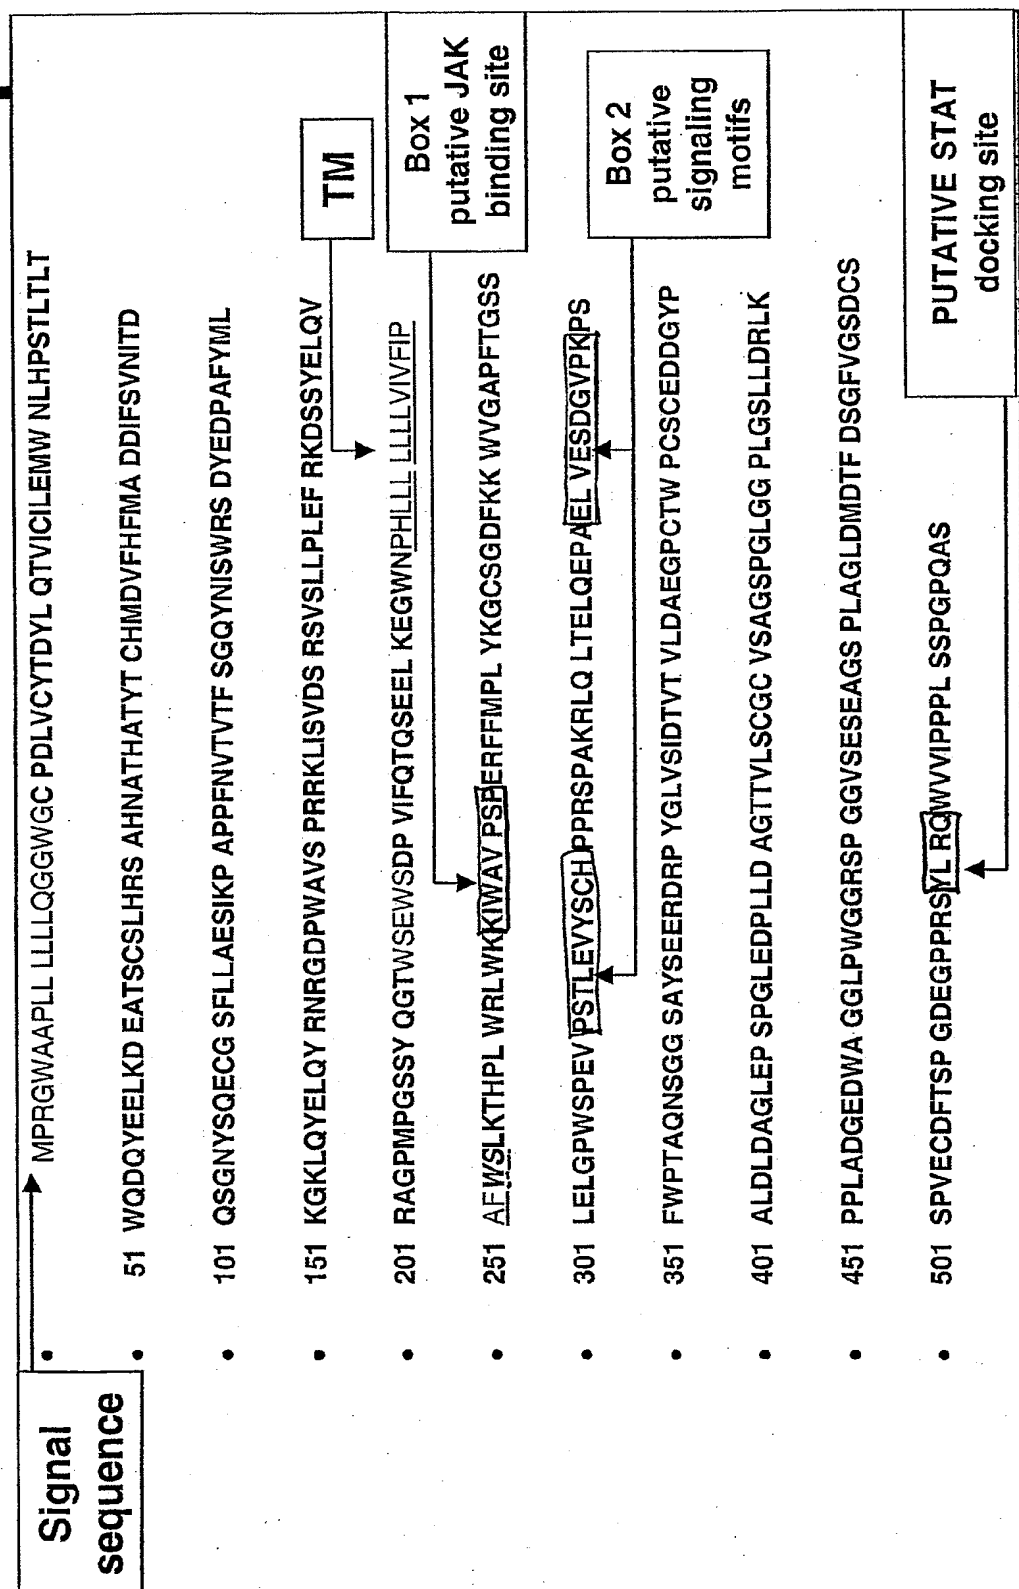 Signal
sequence
MPRGWAAPLL LLLLQGGWGC PDLVCYTDYL QTVICILEMW NLHPSTLTLT
• 51 WQDQYEELKD EATSCSLHRS AHNATHATYT CHMDVFHFMA DDIFSVNITD
• 101 QSGNYSQECG SFLLAESIKP APPFNVTVTF SGQYNISWRS DYEDPAFYML
• 151 KGKLQYELQY RNRGDPWAVS PRRKLISVDS RSVSLLPLEF RKDSSYELQV
TM
• 201 RAGPMPGSSY QGTWSEWSDP VIFQTQSEEL KEGWNPHLLL LLLLVIVFIP
Box 1
putative JAK
binding site
• 251 AFWSLKTHPL WRLWKKIWAV PSPERFFMPL YKGCSGDFKK WVGAPFTGSS
• 301 LELGPWSPEV PSTLEVYSCH PPRSPAKRLQ LTELQEPAEL VESDGVPKPS
Box 2
putative
signaling
motifs
• 351 FWPTAQNSGG SAYSEERDRP YGLVSIDTVT VLDAEGPCTW PCSCEDDGYP
• 401 ALDLDAGLEP SPGLEDPLLD AGTTVLSCGC VSAGSPGLGG PLGSLLDRLK
• 451 PPLADGEDWA GGLPWGGRSP GGVSESEAGS PLAGLDMDTF DSGFVGSDCS
• 501 SPVECDFTSP GDEGPPRSYL RQWVVIPPPL SSPGPQAS
PUTATIVE STAT
docking site